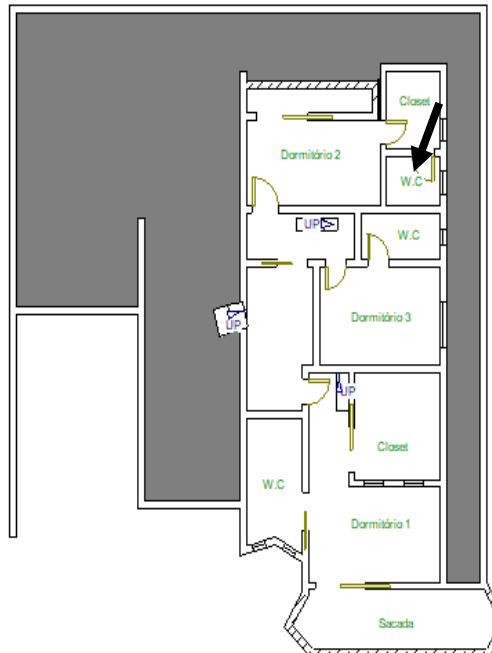 Closet
Dormitório 2
W.C
UP
W.C
UP
Dormitório 3
UP
Closet
W.C
Dormitório 1
Sacada